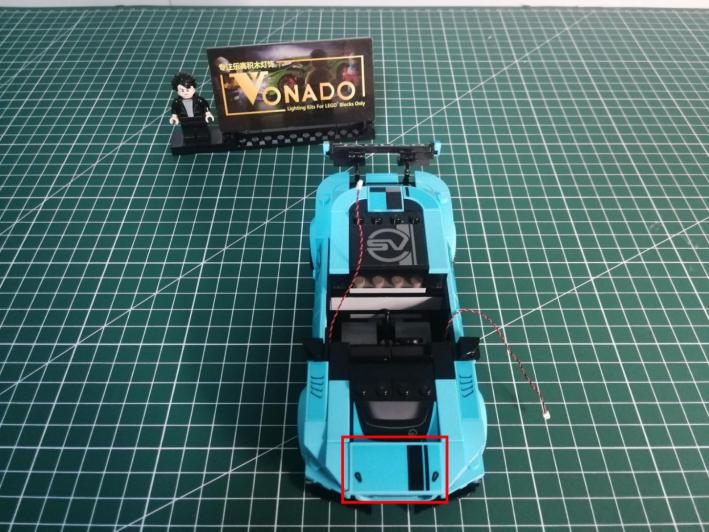 专注乐高积木灯饰
VONADO
Lighting Kits For LEGO® Blocks Only
SV